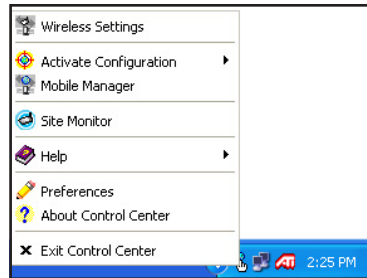 Wireless Settings
Activate Configuration
Mobile Manager
Site Monitor
Help
Preferences
About Control Center
Exit Control Center
ATI 2:25 PM